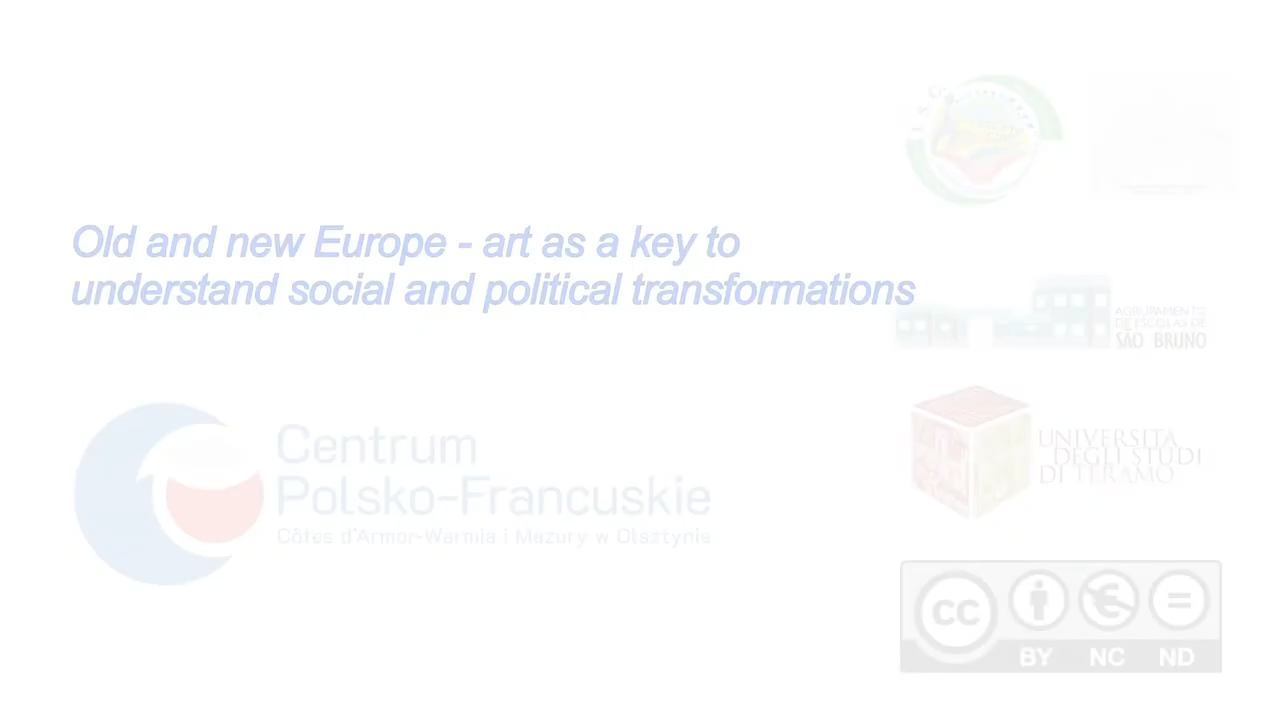 Old and new Europe - art as a key to
understand social and political transformations
AGRUPAMENTO
DE ESCOLAS DE
SÃO BRUNO
Centrum
Polsko-Francuskie
Côtes d'Armor-Warmia i Mazury w Olsztynie
UNIVERSITÀ
DEGLI STUDI
DI TERAMO
CC
BY NC ND